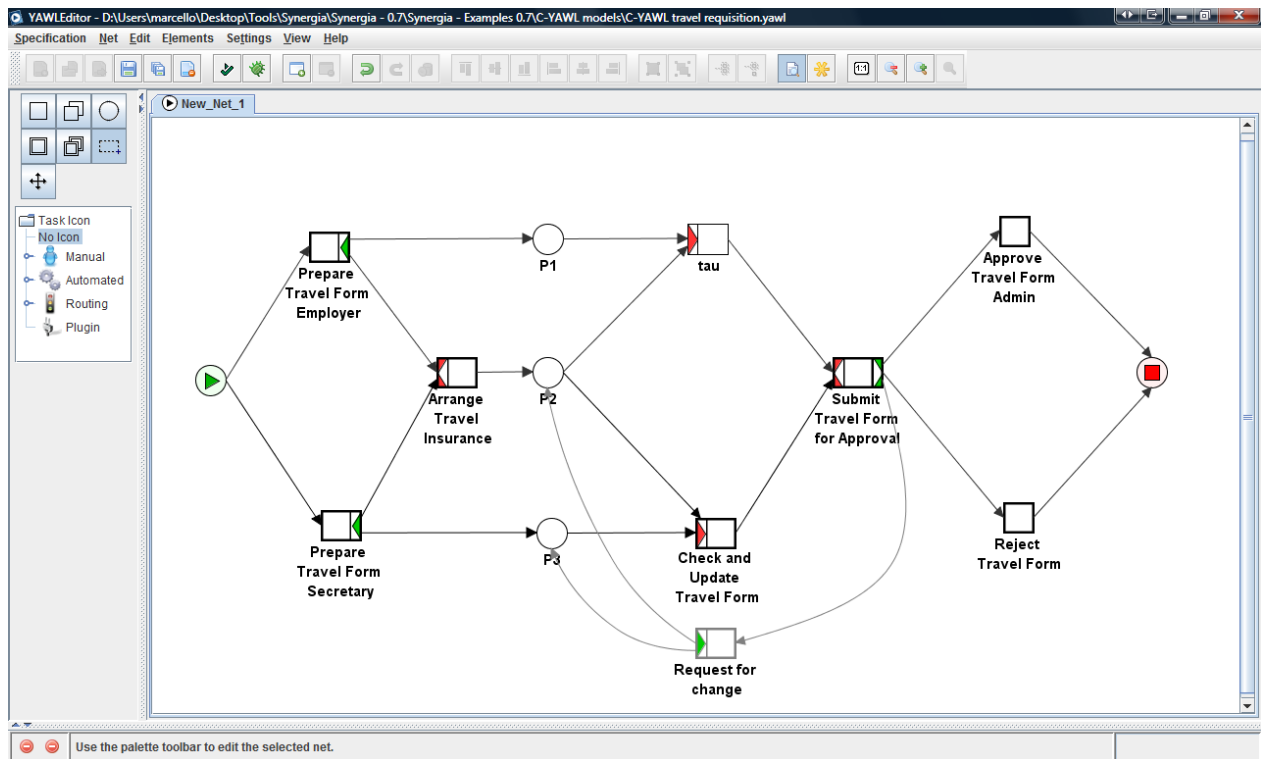 YAWLEditor - D:\Users\marcello\Desktop\Tools\Synergia\Synergia - 0.7\Synergia - Examples 0.7\C-YAWL models\C-YAWL travel requisition.yawl
Specification Net Edit Elements Settings View Help
1:1
New_Net_1
Task Icon
No Icon
Manual
Automated
Routing
Plugin
Prepare
Travel Form
Employer
P1
tau
Approve
Travel Form
Admin
Arrange
Travel
Insurance
P2
Submit
Travel Form
for Approval
Prepare
Travel Form
Secretary
P3
Check and
Update
Travel Form
Reject
Travel Form
Request for
change
Use the palette toolbar to edit the selected net.